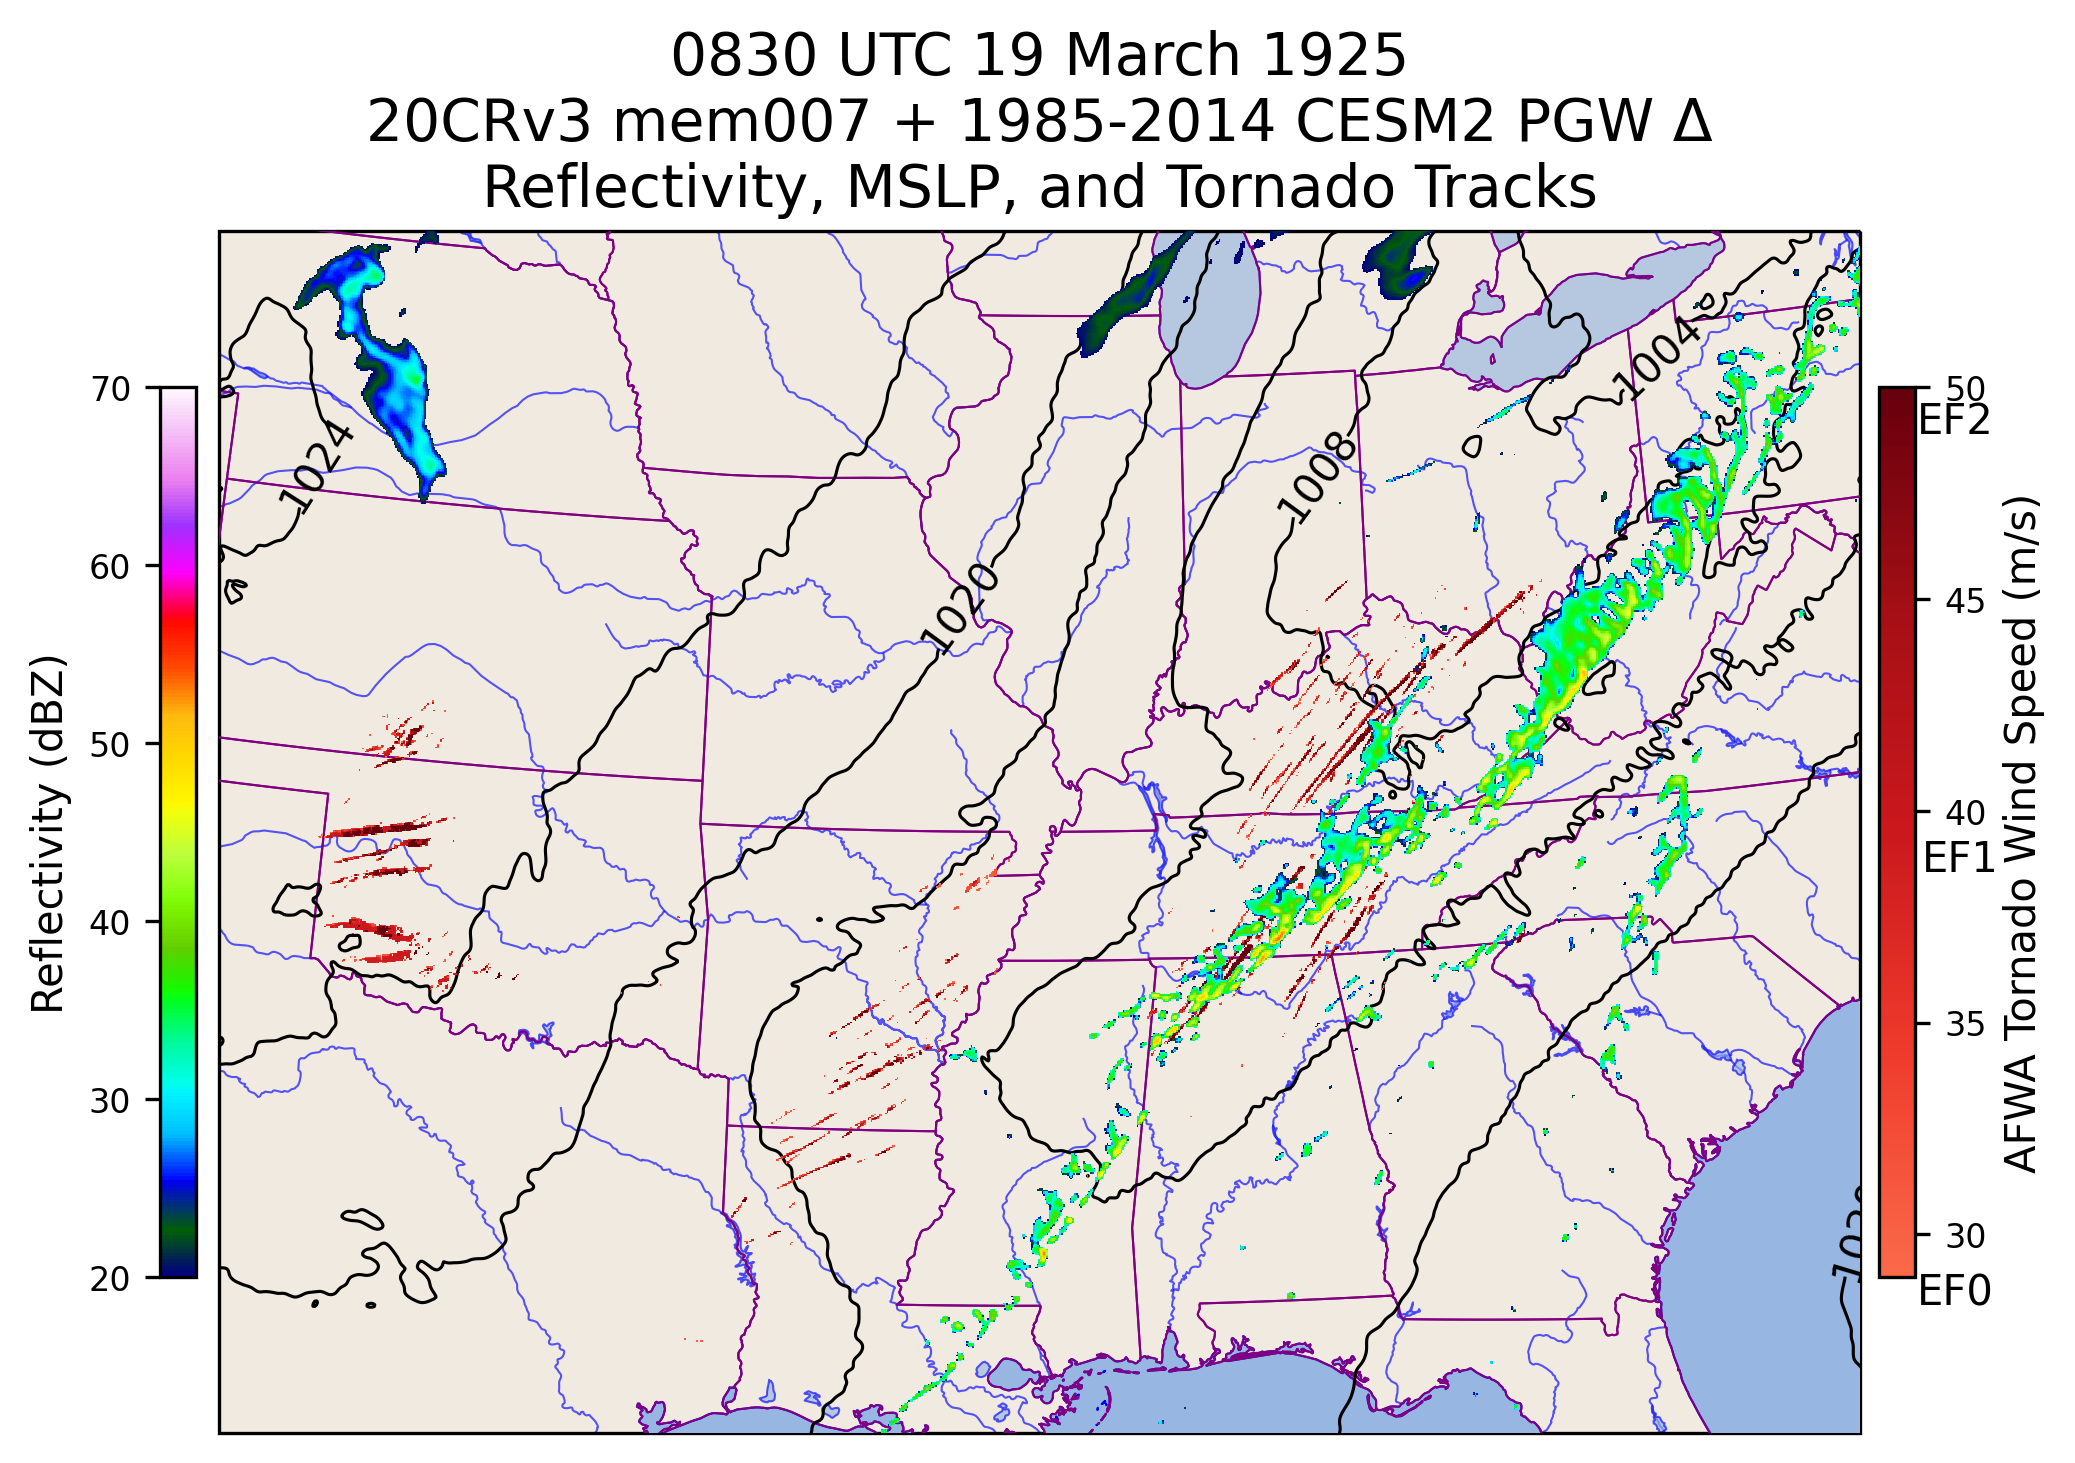 0830 UTC 19 March 1925
20CRv3 mem007 + 1985-2014 CESM2 PGW Δ
Reflectivity, MSLP, and Tornado Tracks
Reflectivity (dBZ)
70
60
50
40
30
20
1024
1020
1008
1004
50
EF2
45
40
EF1
35
30
EF0
AFWA Tornado Wind Speed (m/s)